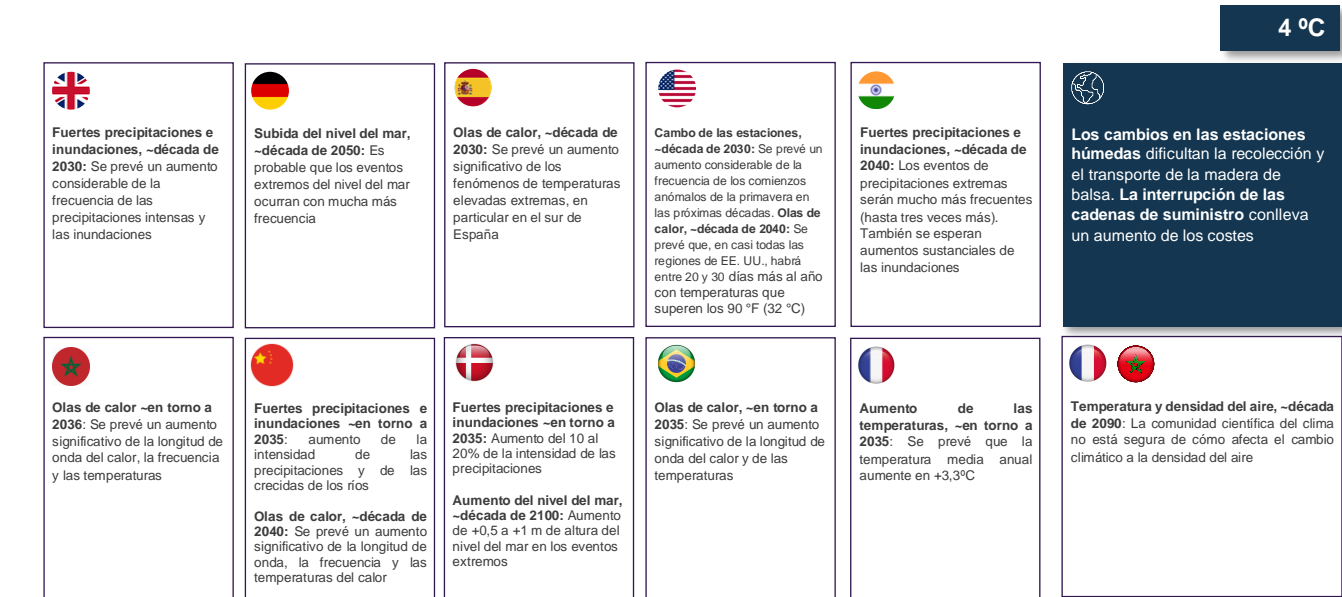 4 ºC
Fuertes precipitaciones e
inundaciones, ~década de
2030: Se prevé un aumento
considerable de la
frecuencia de las
precipitaciones intensas y
las inundaciones
Subida del nivel del mar,
~década de 2050: Es
probable que los eventos
extremos del nivel del mar
ocurran con mucha más
frecuencia
Olas de calor, ~década de
2030: Se prevé un aumento
significativo de los
fenómenos de temperaturas
elevadas extremas, en
particular en el sur de
España
Cambo de las estaciones,
~década de 2030: Se prevé un
aumento considerable de la
frecuencia de los comienzos
anómalos de la primavera en
las próximas décadas. Olas de
calor, ~década de 2040: Se
prevé que, en casi todas las
regiones de EE. UU., habrá
entre 20 y 30 días más al año
con temperaturas que
superen los 90 °F (32 °C)
Fuertes precipitaciones e
inundaciones, ~década de
2040: Los eventos de
precipitaciones extremas
serán mucho más frecuentes
(hasta tres veces más).
También se esperan
aumentos sustanciales de
las inundaciones
Los cambios en las estaciones
húmedas dificultan la recolección y
el transporte de la madera de
balsa. La interrupción de las
cadenas de suministro conlleva
un aumento de los costes
Olas de calor ~en torno a
2036: Se prevé un aumento
significativo de la longitud de
onda del calor, la frecuencia
y las temperaturas
Fuertes precipitaciones e
inundaciones ~en torno a
2035: aumento de la
intensidad de las
precipitaciones y de las
crecidas de los ríos
Olas de calor, ~década de
2040: Se prevé un aumento
significativo de la longitud de
onda, la frecuencia y las
temperaturas del calor
Fuertes precipitaciones e
inundaciones ~en torno a
2035: Aumento del 10 al
20% de la intensidad de las
precipitaciones
Aumento del nivel del mar,
~década de 2100: Aumento
de +0,5 a +1 m de altura del
nivel del mar en los eventos
extremos
Olas de calor, ~en torno a
2035: Se prevé un aumento
significativo de la longitud de
onda del calor y de las
temperaturas
Aumento de las
temperaturas, ~en torno a
2035: Se prevé que la
temperatura media anual
aumente en +3,3ºC
Temperatura y densidad del aire, ~década
de 2090: La comunidad científica del clima
no está segura de cómo afecta el cambio
climático a la densidad del aire